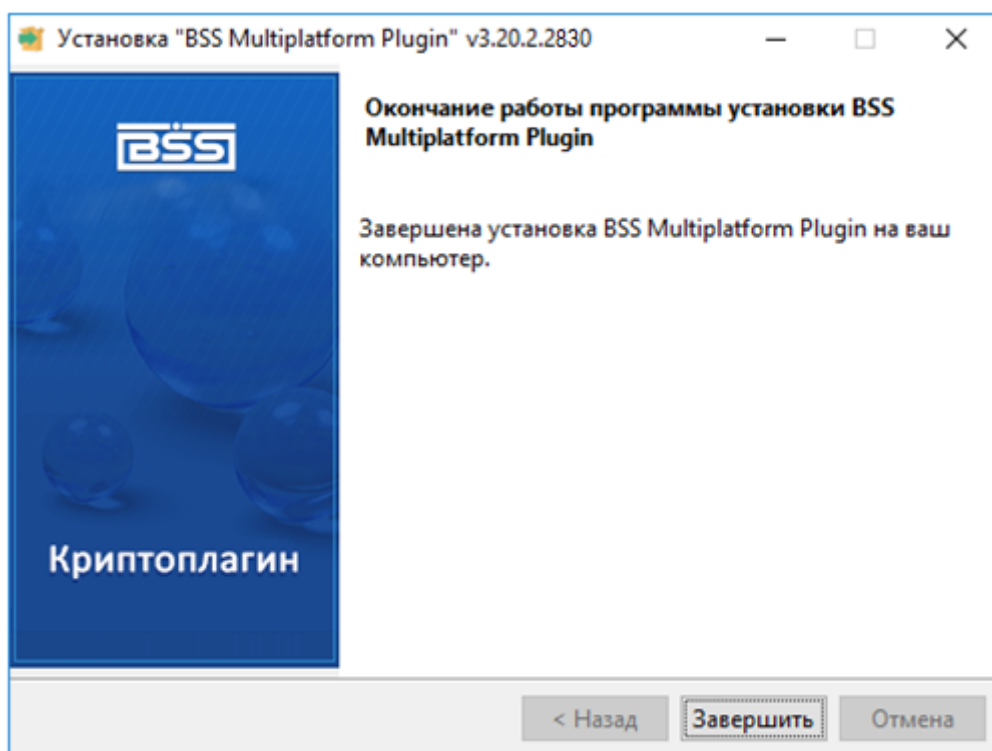 Установка "BSS Multiplatform Plugin" v3.20.2.2830
BSS
Криптоплагин
Окончание работы программы установки BSS
Multiplatform Plugin
Завершена установка BSS Multiplatform Plugin на ваш
компьютер.
< Назад
Завершить
Отмена